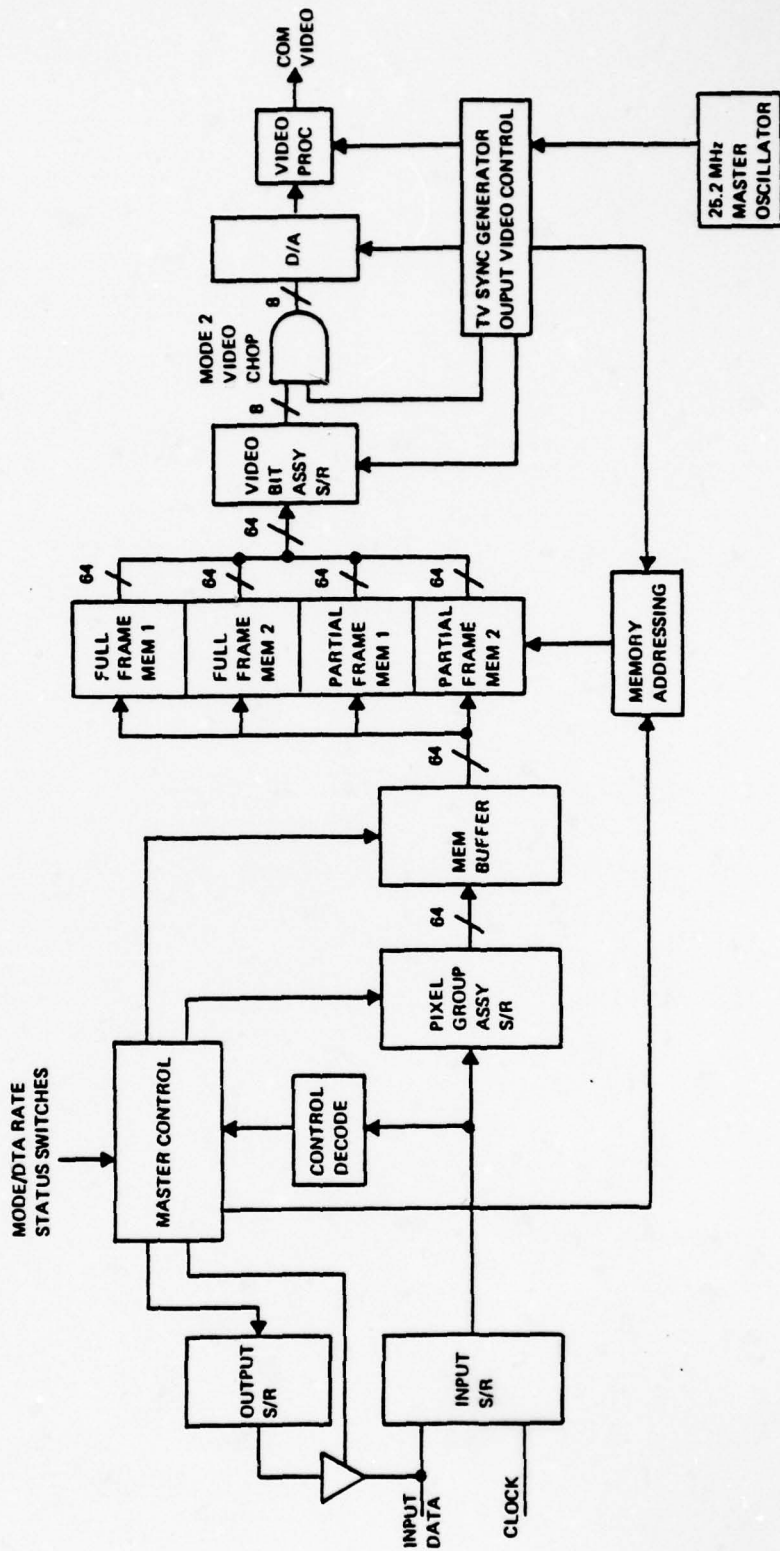 MODE/DTA RATE
STATUS SWITCHES
MASTER CONTROL
OUTPUT
S/R
CONTROL
DECODE
INPUT
DATA
CLOCK
INPUT
S/R
PIXEL
GROUP
ASSY
S/R
64
MEM
BUFFER
64
FULL
FRAME
MEM 1
FULL
FRAME
MEM 2
PARTIAL
FRAME
MEM 1
PARTIAL
FRAME
MEM 2
64
64
64
64
64
VIDEO
BIT
ASSY
S/R
8
MODE 2
VIDEO
CHOP
8
D/A
VIDEO
PROC
COM
VIDEO
TV SYNC GENERATOR
OUPUT VIDEO CONTROL
MEMORY
ADDRESSING
25.2 MHz
MASTER
OSCILLATOR